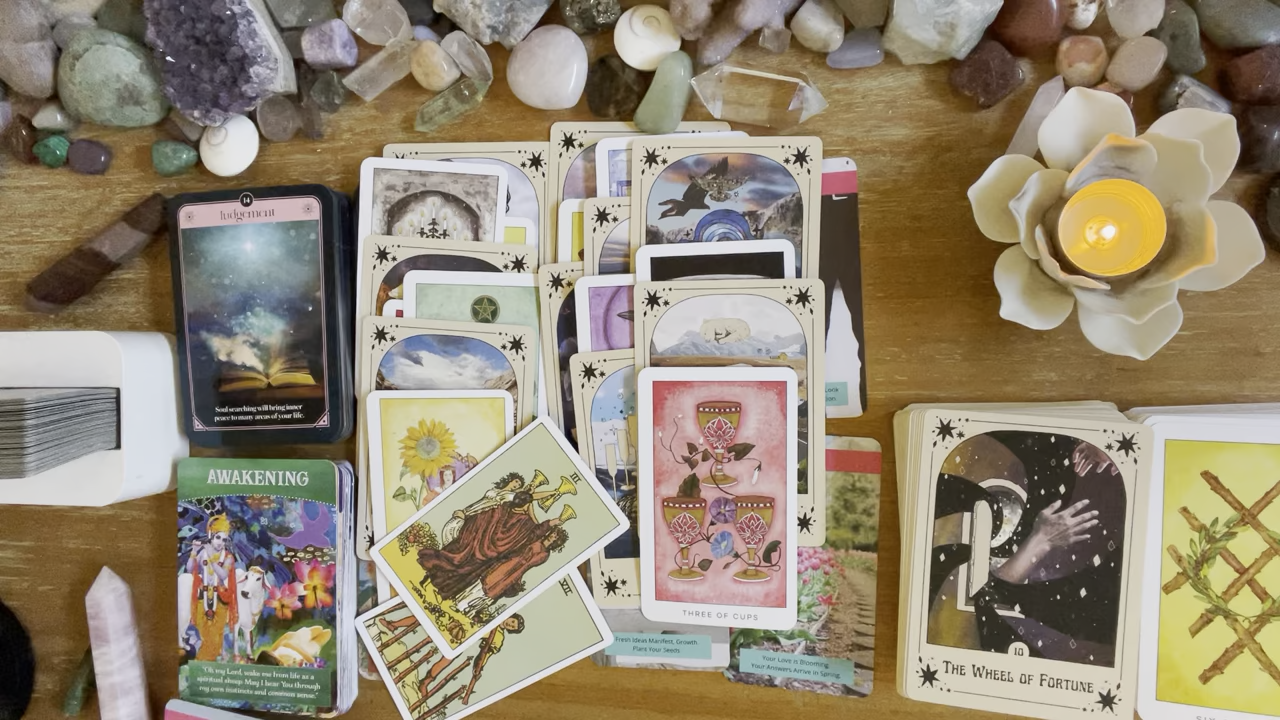 14
Judgement
Soul searching will bring inner
peace to many areas of your life.
AWAKENING
"Oh my Lord, wake me from life as a
spiritual sheep. May I hear You through
my own instincts and common sense."
III
THREE OF CUPS
Fresh Ideas Manifest, Growth.
Plant Your Seeds
Your Love is Blooming.
Your Answers Arrive in Spring.
10
THE WHEEL OF FORTUNE